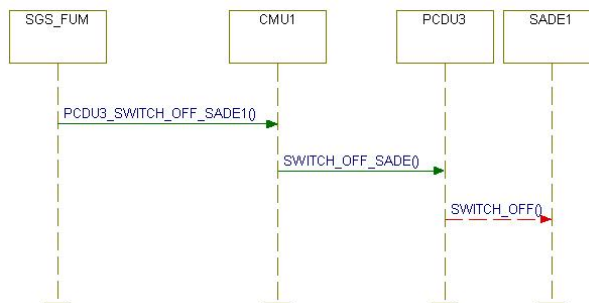 SGS_FUM
CMU1
PCDU3
SADE1
PCDU3_SWITCH_OFF_SADE1()
SWITCH_OFF_SADE()
SWITCH_OFF()